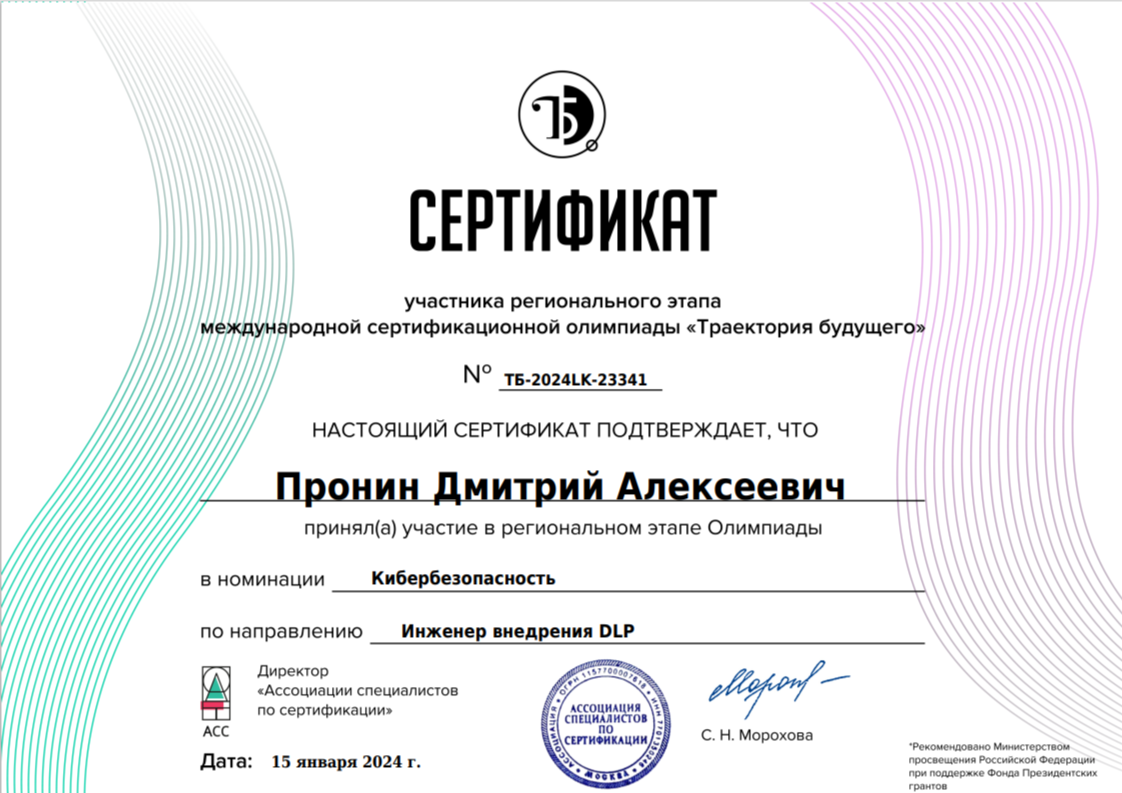 ТБ
СЕРТИФИКАТ
участника регионального этапа
международной сертификационной олимпиады «Траектория будущего»
№ ТБ-2024LK-23341
НАСТОЯЩИЙ СЕРТИФИКАТ ПОДТВЕРЖДАЕТ, ЧТО
Пронин Дмитрий Алексеевич
принял(а) участие в региональном этапе Олимпиады
в номинации Кибербезопасность
по направлению Инженер внедрения DLP
Директор
«Ассоциации специалистов
по сертификации»
АСС
Дата: 15 января 2024 г.
АССОЦИАЦИЯ
СПЕЦИАЛИСТОВ
ПО
СЕРТИФИКАЦИИ
АССОЦИАЦИЯ * ОГРН * ИНН
МОСКВА
С. Н. Морохова
*Рекомендовано Министерством
просвещения Российской Федерации
при поддержке Фонда Президентских
грантов